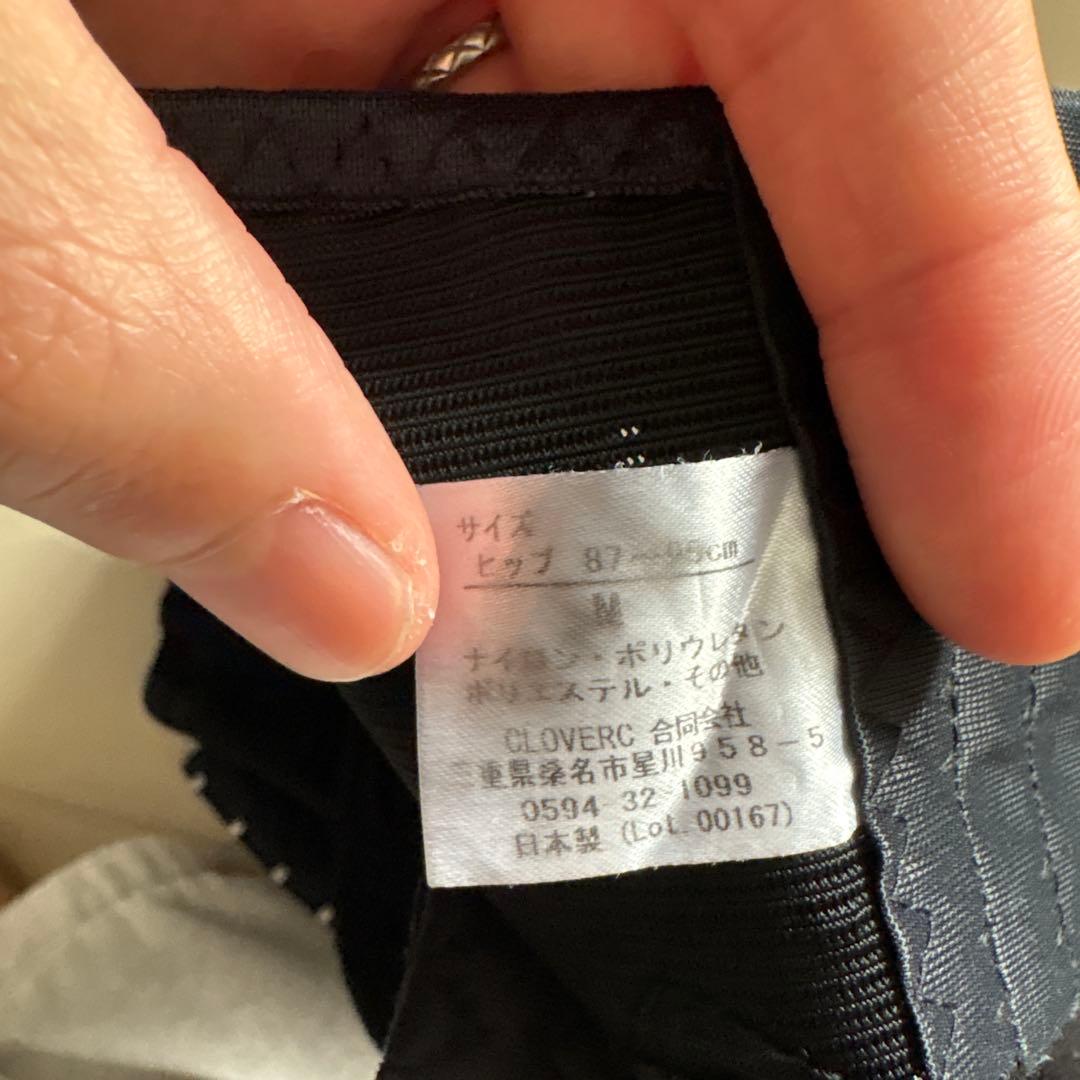 サイズ
ヒップ 87〜95cm
M
ナイロン・ポリウレタン
ポリエステル・その他
CLOVERC 合同会社
三重県桑名市星川958-5
0594 32 1099
日本製 (Lot.00167)